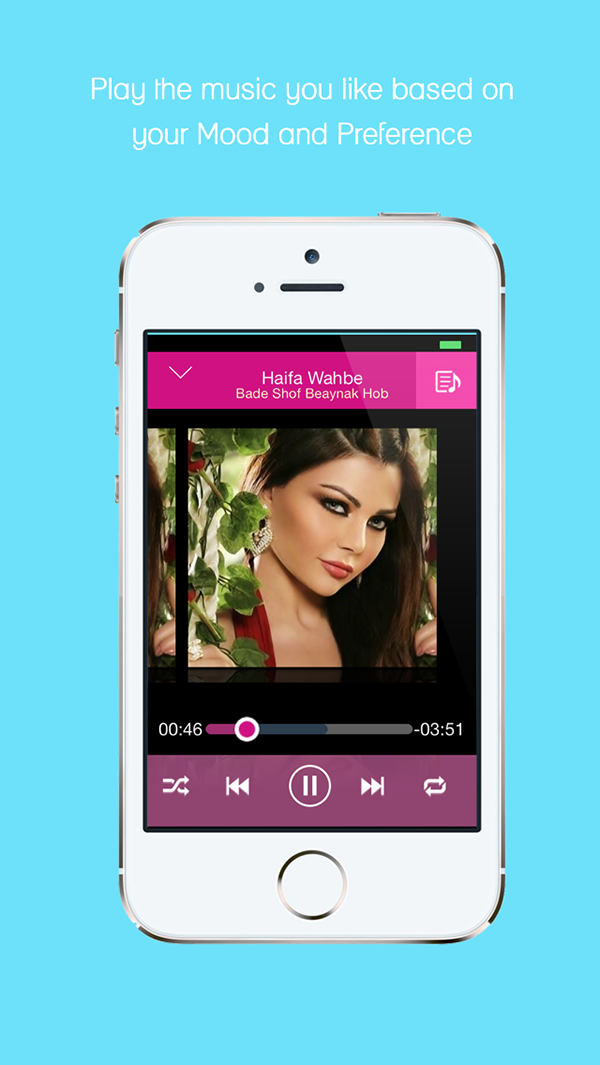 Play the music you like based on
your Mood and Preference
Haifa Wahbe
Bade Shof Beaynak Hob
00:46
-03:51